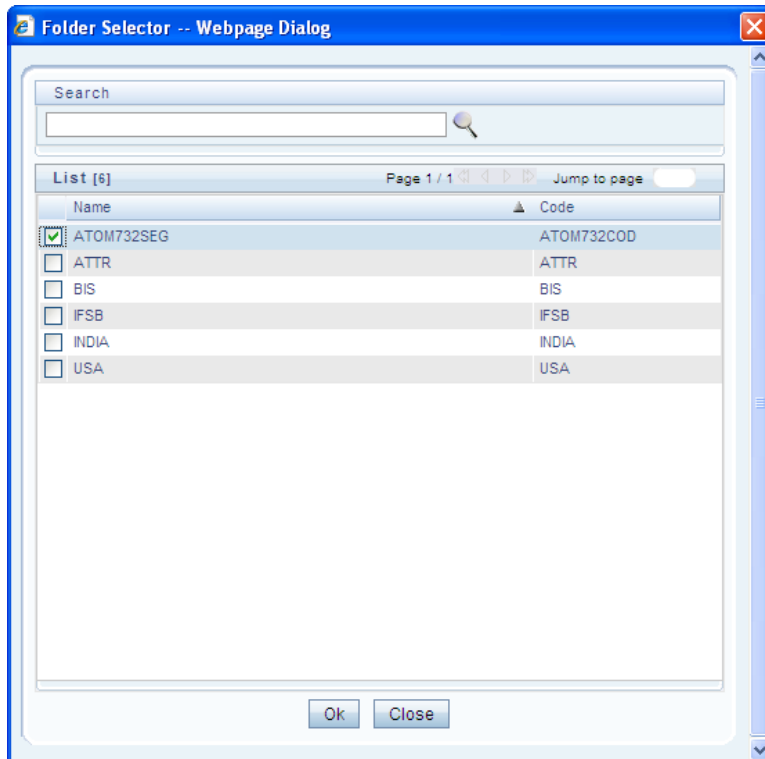 Folder Selector -- Webpage Dialog
Search
List [6] Page 1 / 1 Jump to page
Name Code
ATOM732SEG ATOM732COD
ATTR ATTR
BIS BIS
IFSB IFSB
INDIA INDIA
USA USA
Ok Close